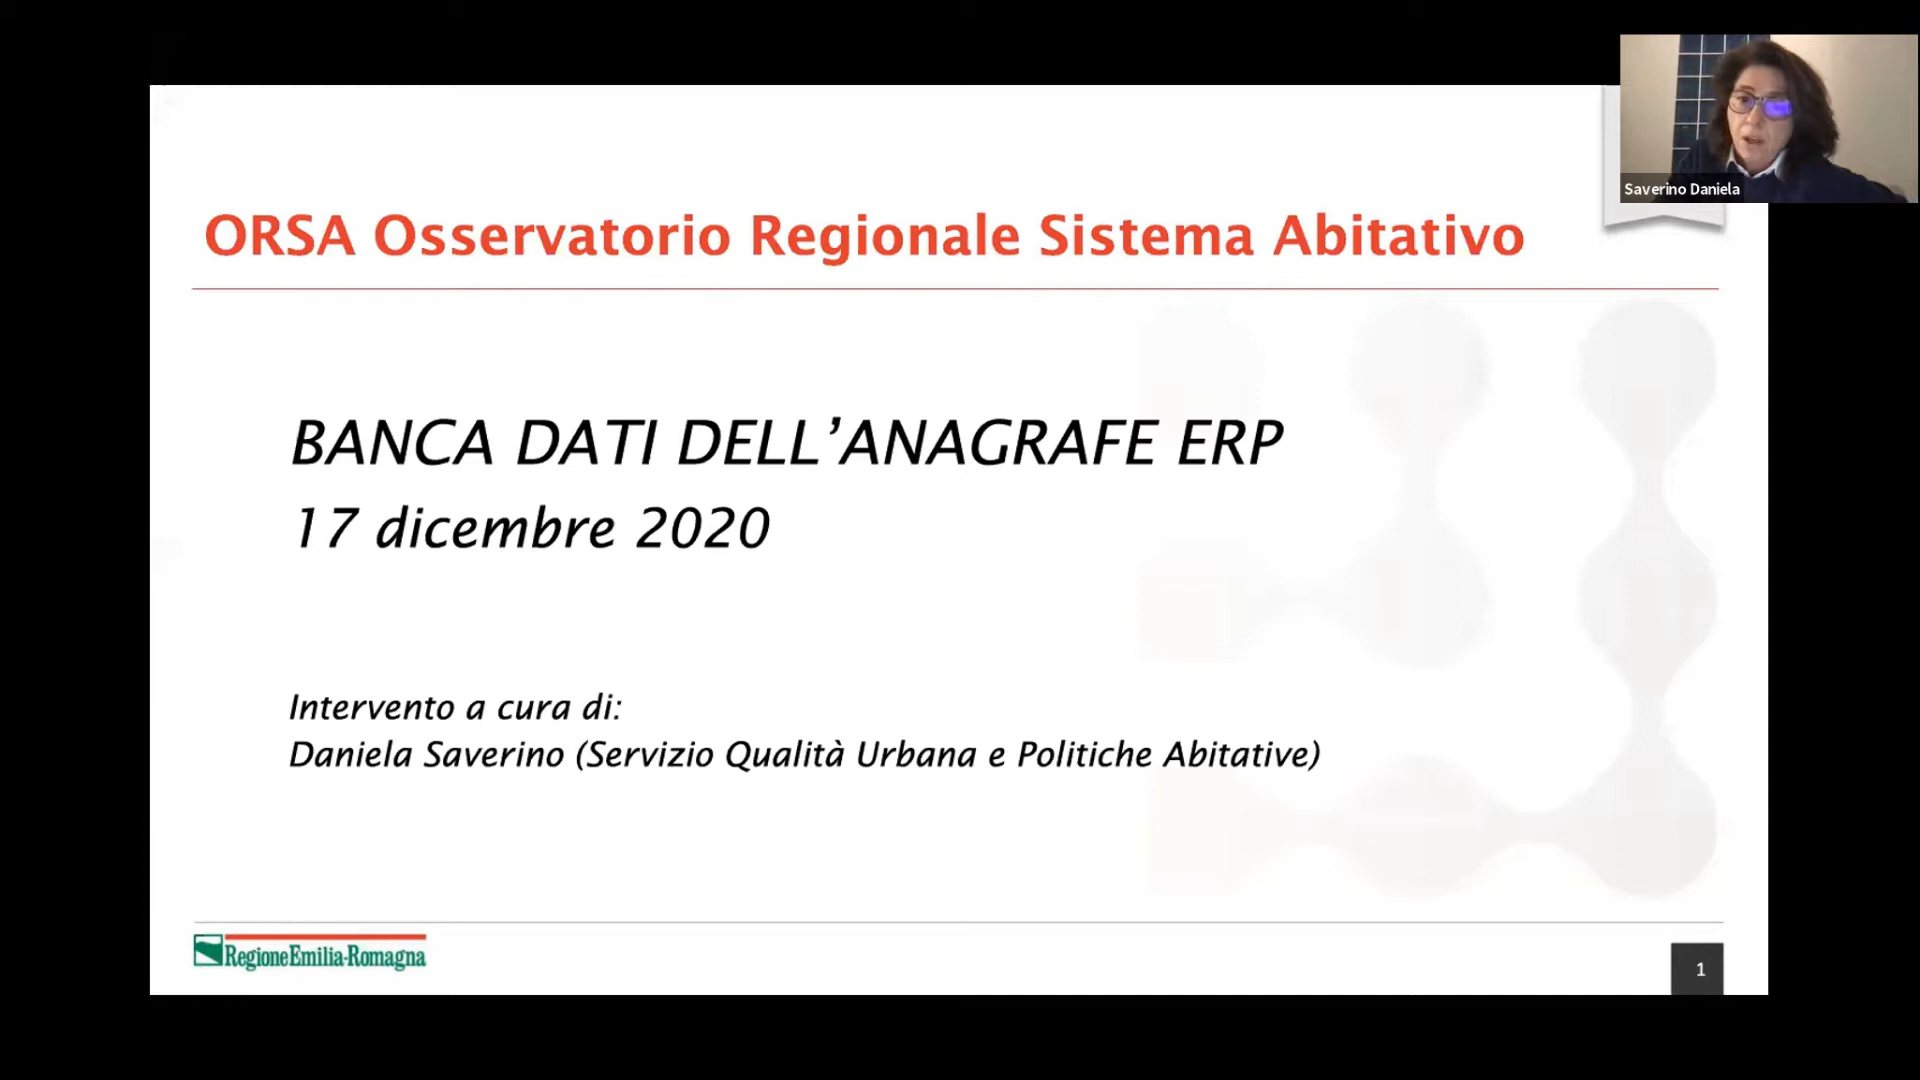 Saverino Daniela
ORSA Osservatorio Regionale Sistema Abitativo
BANCA DATI DELL’ANAGRAFE ERP
17 dicembre 2020
Intervento a cura di:
Daniela Saverino (Servizio Qualità Urbana e Politiche Abitative)
RegioneEmilia-Romagna
1